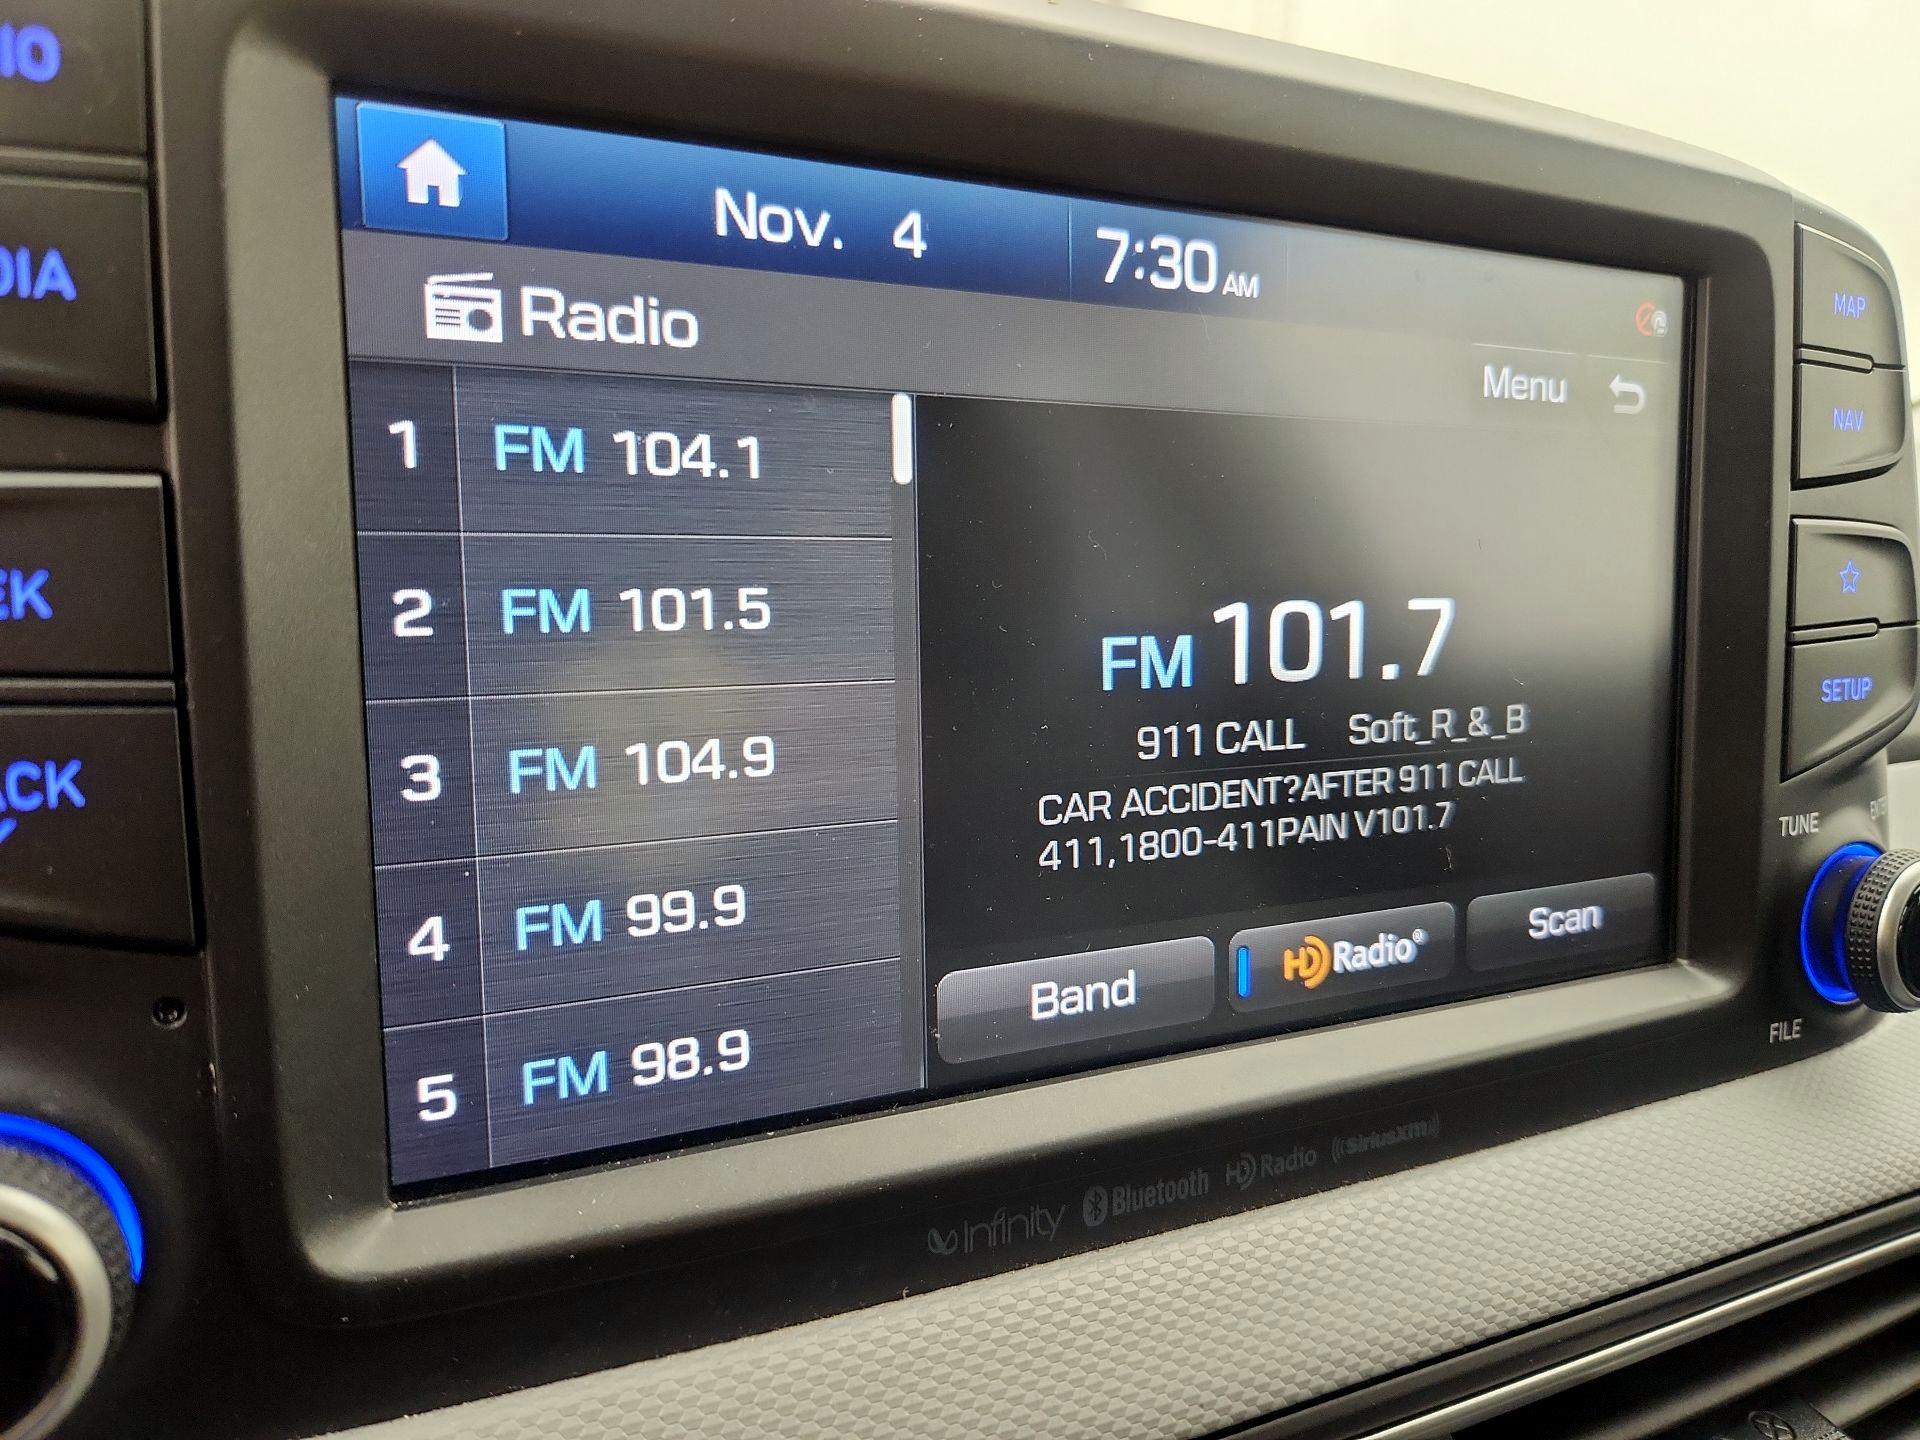 IO
DIA
EK
ACK
Nov. 4
7:30 AM
Radio
Menu
1 FM 104.1
2 FM 101.5
3 FM 104.9
4 FM 99.9
5 FM 98.9
FM 101.7
911 CALL Soft_R_&_B
CAR ACCIDENT?AFTER 911 CALL
411,1800-411PAIN V101.7
Band
HD Radio®
Scan
MAP
NAV
SETUP
TUNE
FILE
Infinity Bluetooth HD Radio ((siriusxm))